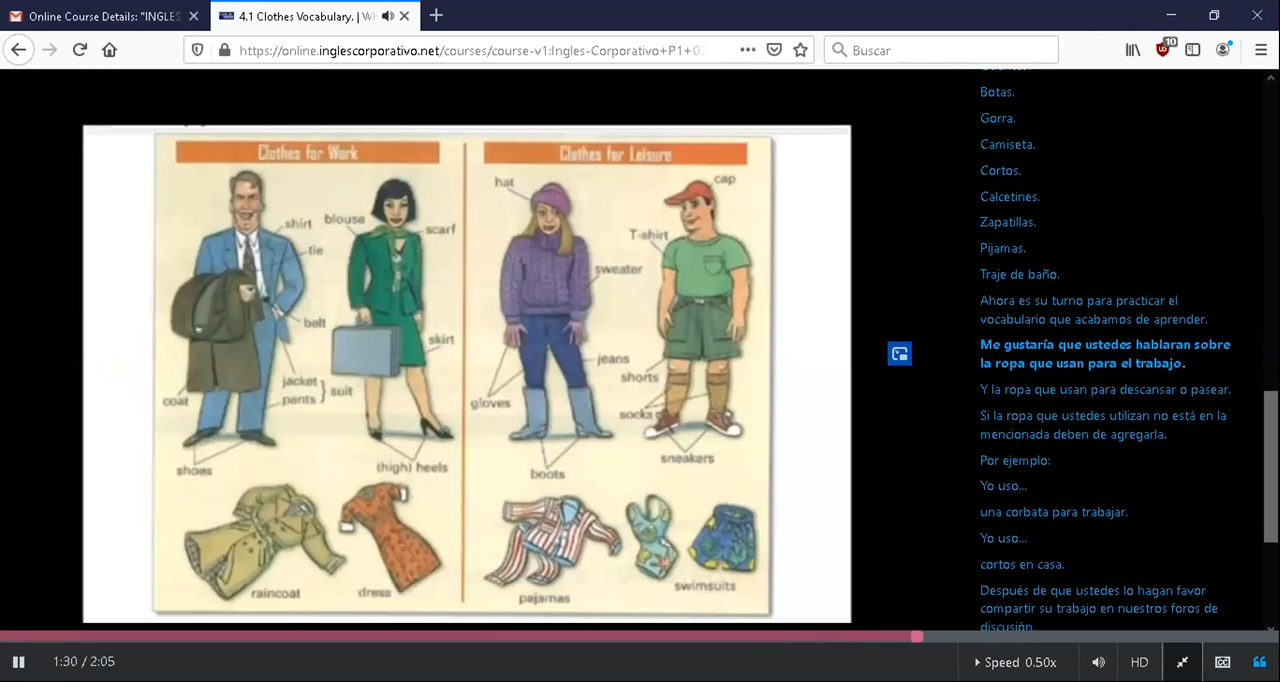 Online Course Details: "INGLES
4.1 Clothes Vocabulary. | Wh
https://online.inglescorporativo.net/courses/course-v1:Ingles-Corporativo+P1+03
Buscar
10
Clothes for Work
Clothes for Leisure
shirt
blouse
scarf
tie
belt
skirt
jacket
pants
suit
coat
shoes
(high) heels
raincoat
dress
hat
cap
T-shirt
sweater
jeans
shorts
gloves
socks
sneakers
boots
pajamas
swimsuits
Botas.
Gorra.
Camiseta.
Cortos.
Calcetines.
Zapatillas.
Pijamas.
Traje de baño.
Ahora es su turno para practicar el
vocabulario que acabamos de aprender.
Me gustaría que ustedes hablaran sobre
la ropa que usan para el trabajo.
Y la ropa que usan para descansar o pasear.
Si la ropa que ustedes utilizan no está en la
mencionada deben de agregarla.
Por ejemplo:
Yo uso...
una corbata para trabajar.
Yo uso...
cortos en casa.
Después de que ustedes lo hagan favor
compartir su trabajo en nuestros foros de
discusión.
1:30 / 2:05
Speed 0.50x
HD
CC